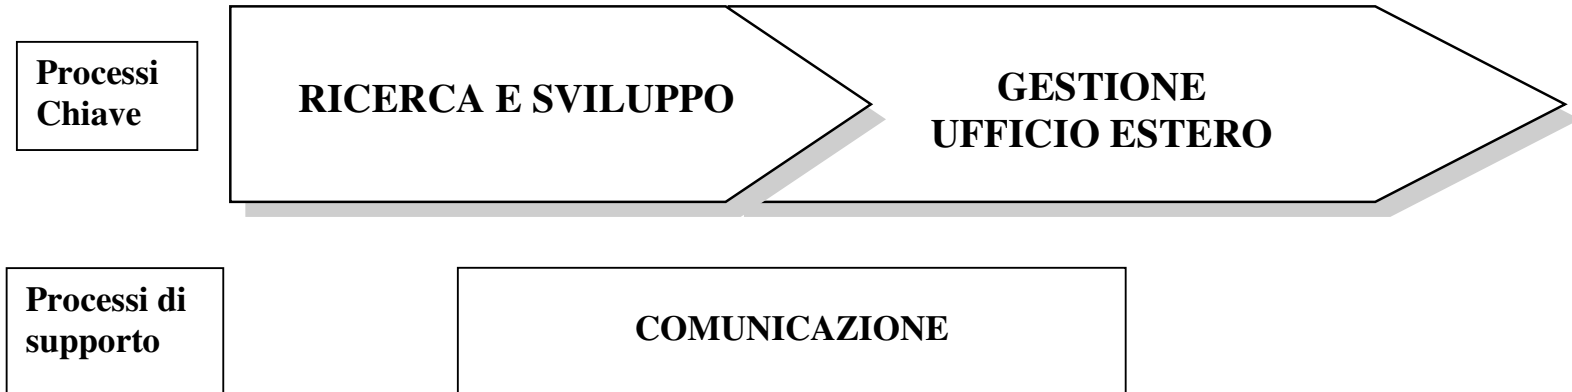 Processi
Chiave
RICERCA E SVILUPPO
GESTIONE
UFFICIO ESTERO
Processi di
supporto
COMUNICAZIONE